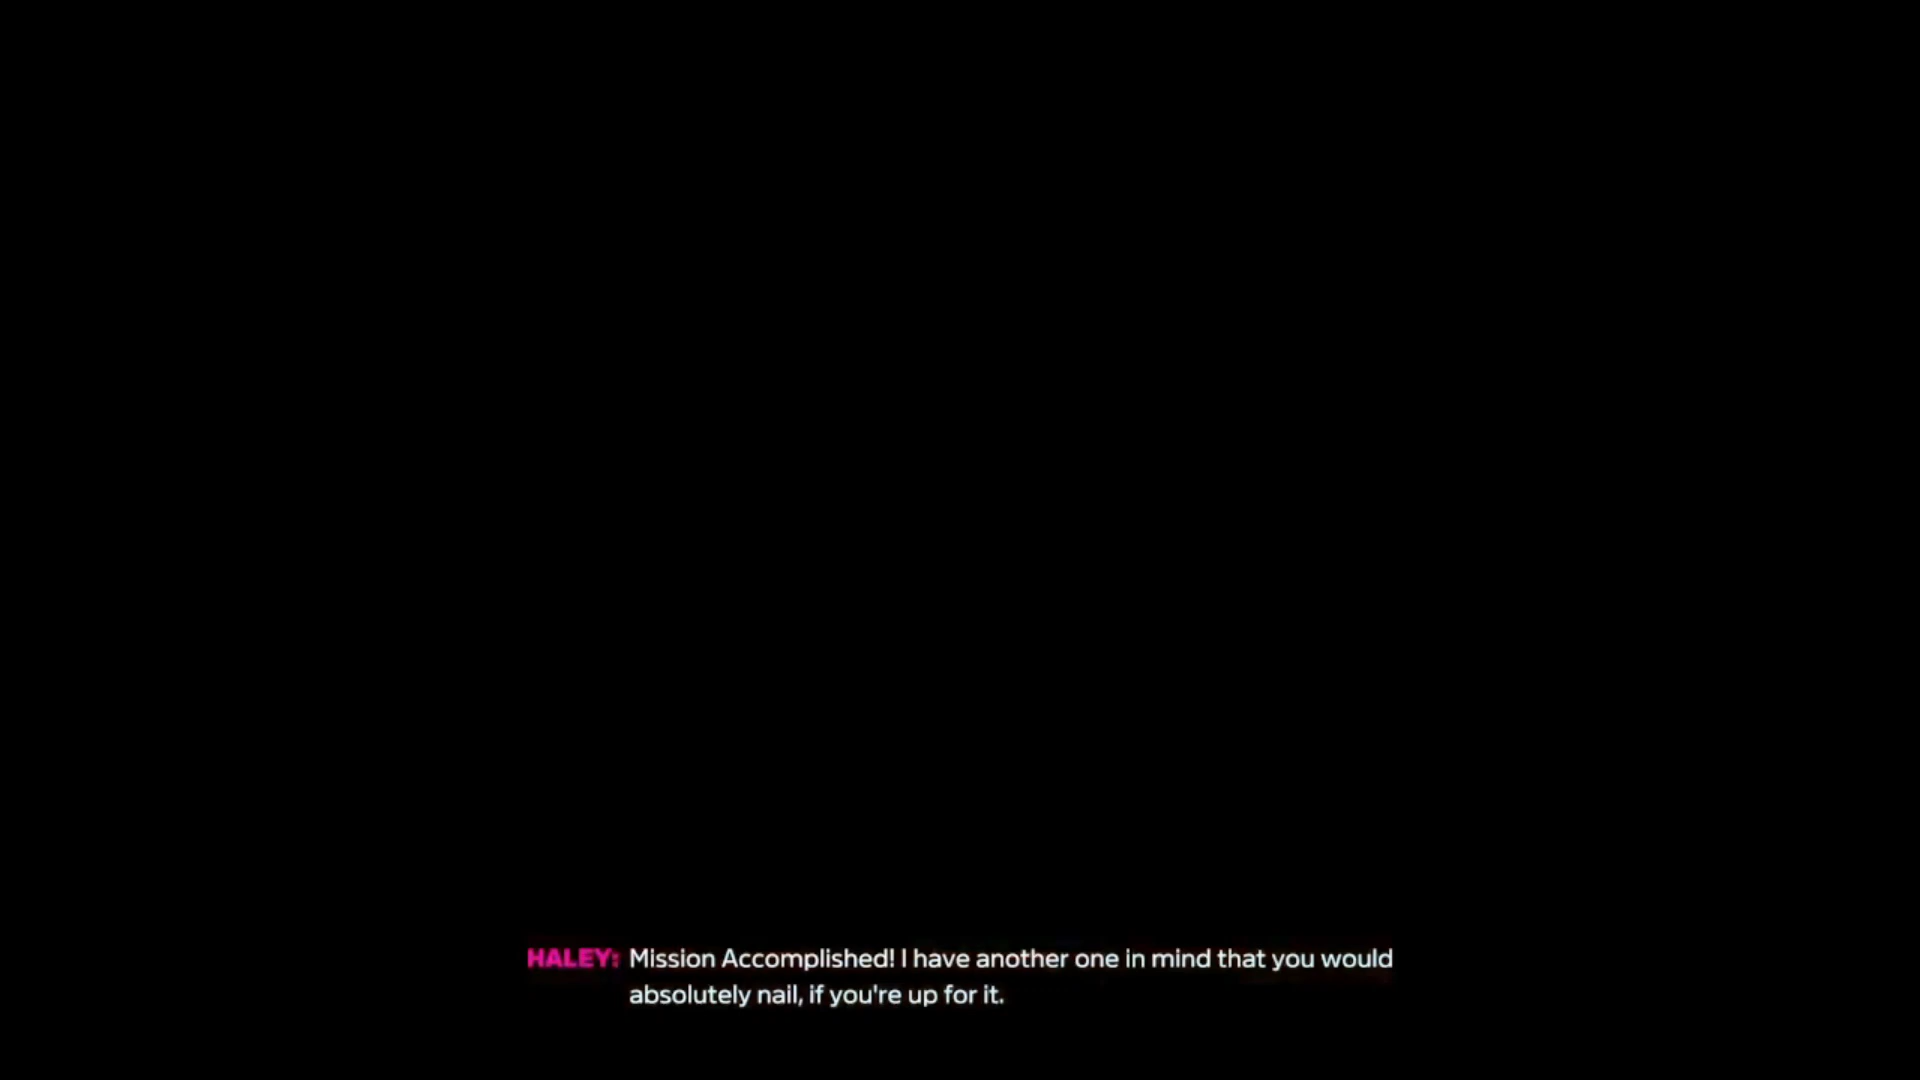 HALEY: Mission Accomplished! I have another one in mind that you would
absolutely nail, if you're up for it.